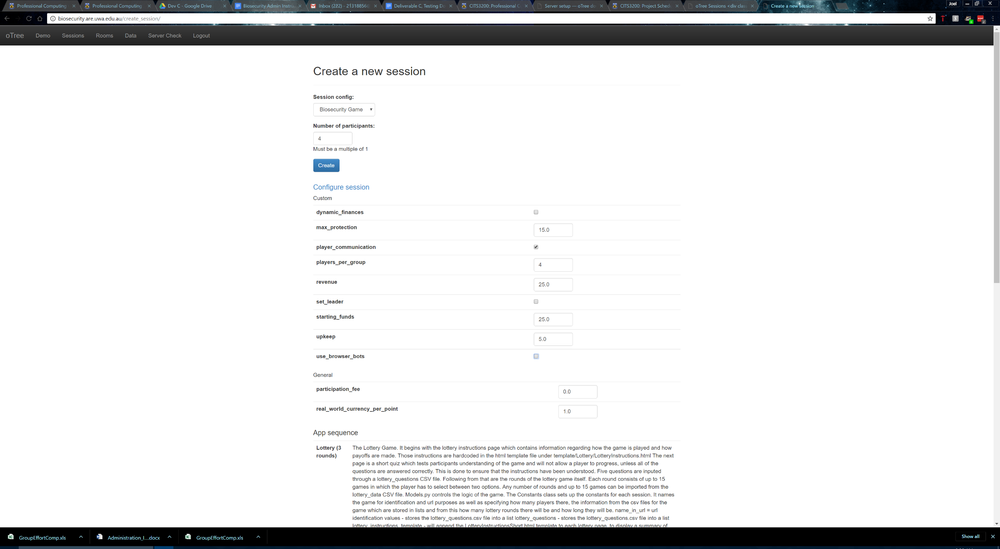 Professional Computing
Professional Computing
Dev C - Google Drive
Biosecurity Admin Instru
Inbox (222) - 21318856@
Deliverable C, Testing Do
CITS3200: Professional C
Server setup — oTree do
CITS3200: Project Schedu
oTree Sessions <div class
Create a new session
Joel
biosecurity.are.uwa.edu.au/create_session/
oTree Demo Sessions Rooms Data Server Check Logout
Create a new session
Session config:
Biosecurity Game
Number of participants:
4
Must be a multiple of 1
Create
Configure session
Custom
dynamic_finances
max_protection 15.0
player_communication
players_per_group 4
revenue 25.0
set_leader
starting_funds 25.0
upkeep 5.0
use_browser_bots
General
participation_fee 0.0
real_world_currency_per_point 1.0
App sequence
Lottery (3 rounds)
The Lottery Game. It begins with the lottery instructions page which contains information regarding how the game is played and how
payoffs are made. Those instructions are hardcoded in the html template file under template/Lottery/LotteryInstructions.html The next
page is a short quiz which tests participants understanding of the game and will not allow a player to progress, unless all of the
questions are answered correctly. This is done to ensure that the instructions have been understood. Five questions are inputed
through a lottery_questions CSV file. Following from that are the rounds of the lottery game itself. Each round consists of up to 15
games in which the player has to select between two options. Any number of rounds and up to 15 games can be imported from the
lottery_data CSV file. Models.py controls the logic of the game. The Constants class sets up the constants for each session. It names
the game for identification and url purposes as well as specifying how many players there, the information from the csv files for the
game which are stored in lists and from this how many lottery rounds there will be and how long they will be. name_in_url = url
identification values - stores the lottery_questions.csv file into a list lottery_questions - stores the lottery_questions.csv file into a list
lottery_instructions_template - will append the LotteryInstructionsShort.html template to each lottery page, to display a summary of
GroupEffortComp.xls
Administration_I....docx
GroupEffortComp.xls
Show all